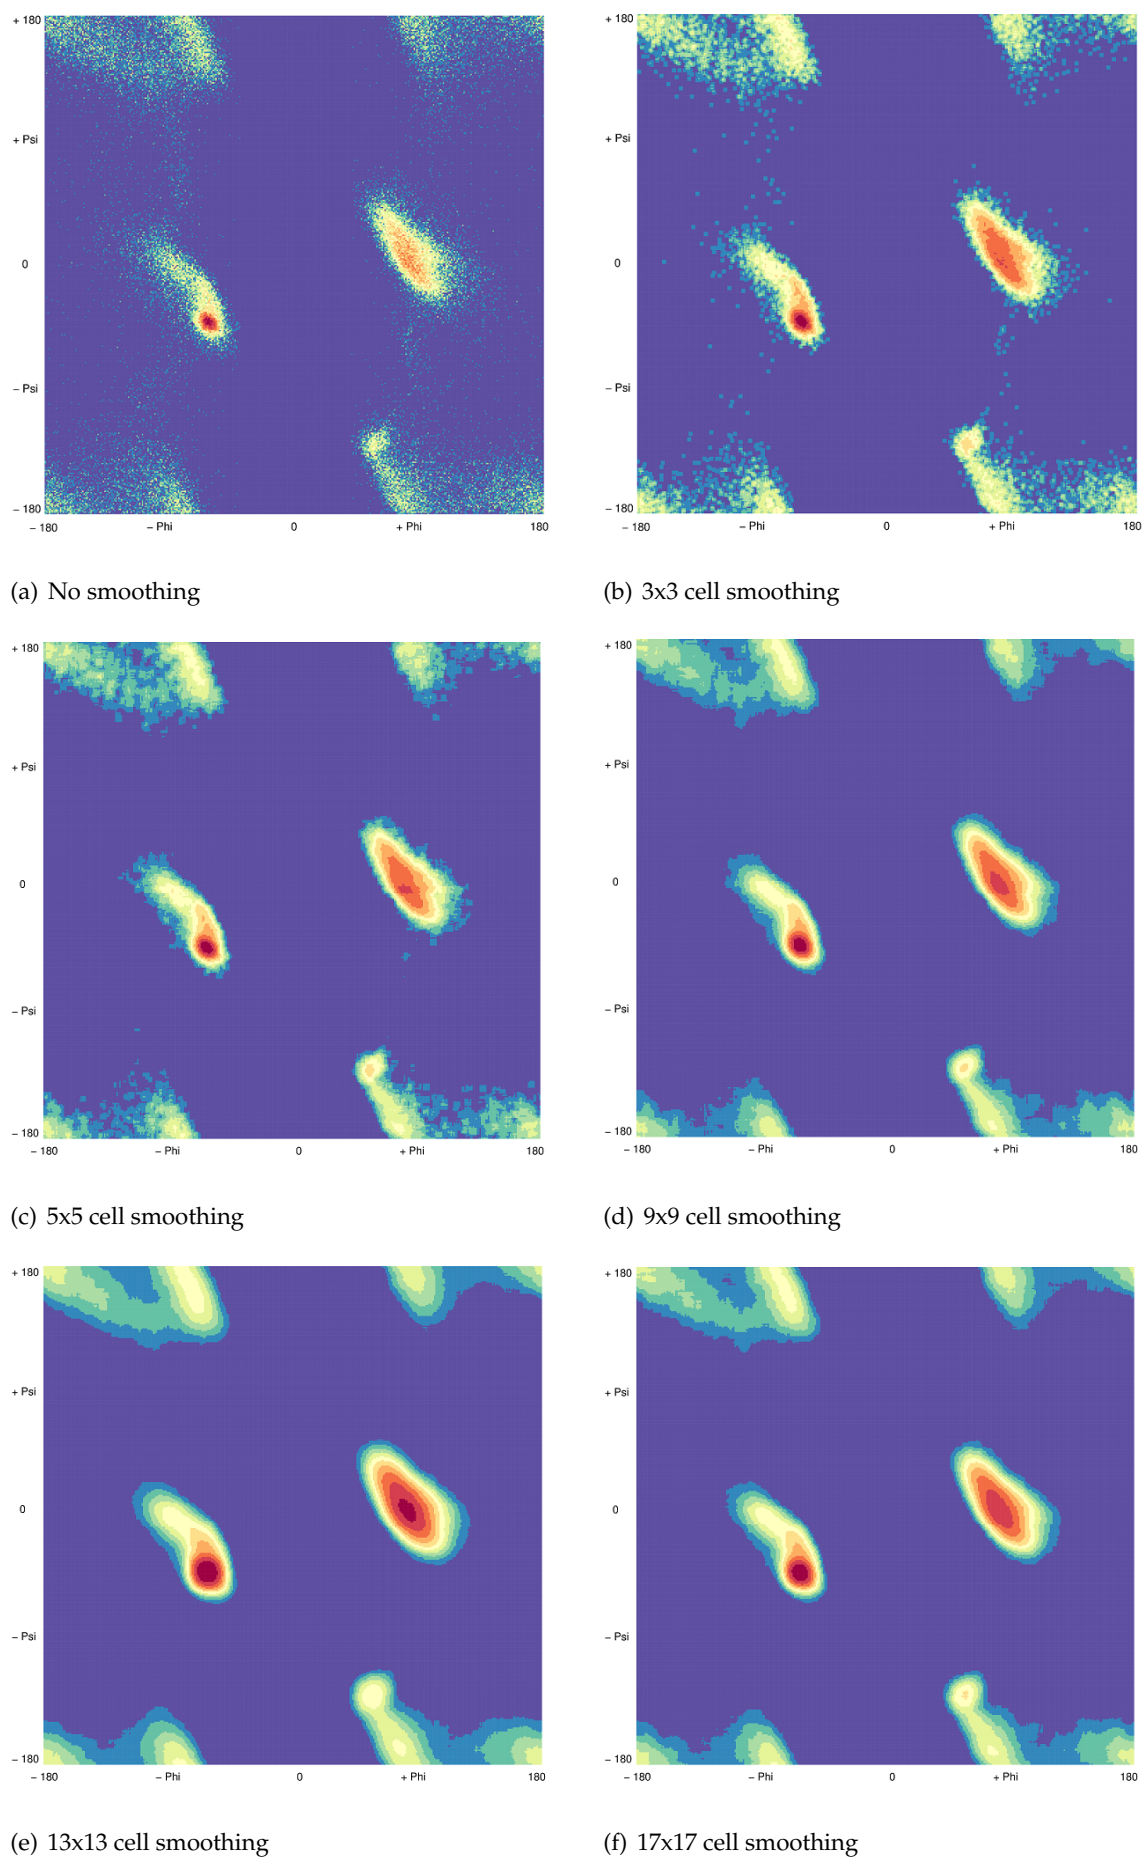 + 180
+ Psi
0
– Psi
– 180
– 180 – Phi 0 + Phi 180
(a) No smoothing
+ 180
+ Psi
0
– Psi
– 180
– 180 – Phi 0 + Phi 180
(b) 3x3 cell smoothing
+ 180
+ Psi
0
– Psi
– 180
– 180 – Phi 0 + Phi 180
(c) 5x5 cell smoothing
+ 180
+ Psi
0
– Psi
– 180
– 180 – Phi 0 + Phi 180
(d) 9x9 cell smoothing
+ 180
+ Psi
0
– Psi
– 180
– 180 – Phi 0 + Phi 180
(e) 13x13 cell smoothing
+ 180
+ Psi
0
– Psi
– 180
– 180 – Phi 0 + Phi 180
(f) 17x17 cell smoothing